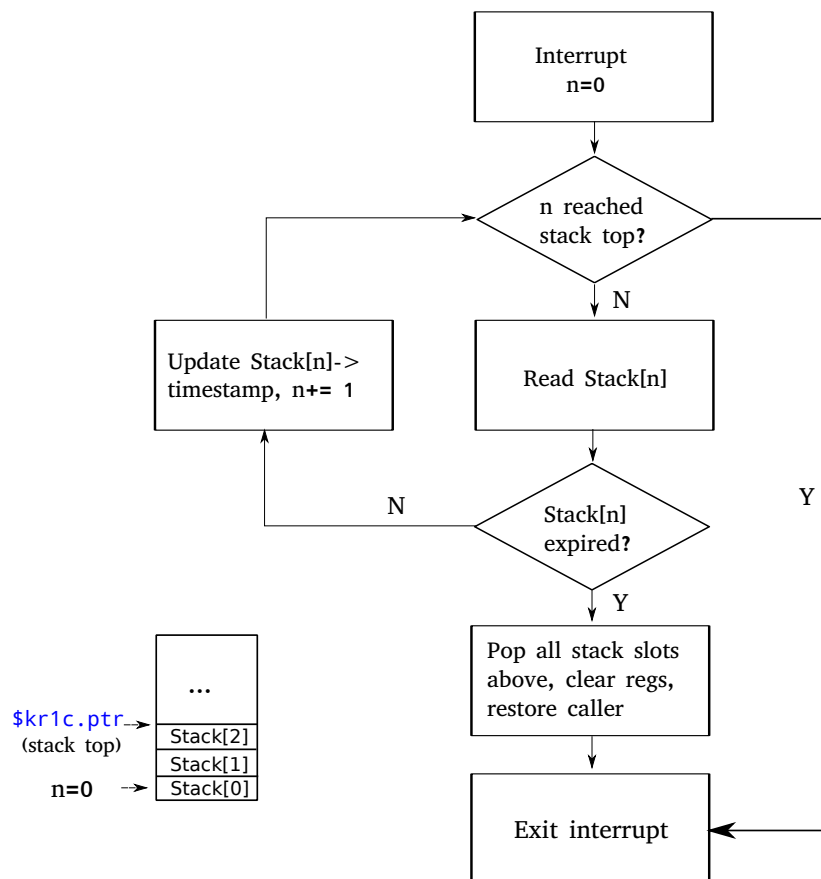 Interrupt
n=0
n reached
stack top?
N
Update Stack[n]->
timestamp, n+= 1
Read Stack[n]
Y
N
Stack[n]
expired?
Y
Pop all stack slots
above, clear regs,
restore caller
...
$kr1c.ptr
(stack top)
Stack[2]
Stack[1]
n=0
Stack[0]
Exit interrupt